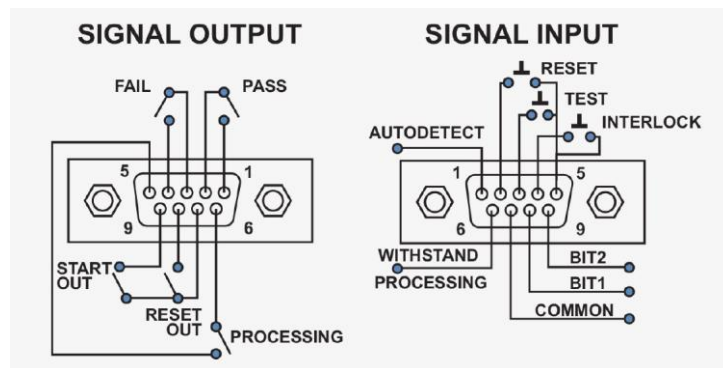 SIGNAL OUTPUT
FAIL
PASS
5
1
9
6
START
OUT
RESET
OUT
PROCESSING
SIGNAL INPUT
RESET
TEST
INTERLOCK
AUTODETECT
1
5
6
9
WITHSTAND
PROCESSING
BIT2
BIT1
COMMON